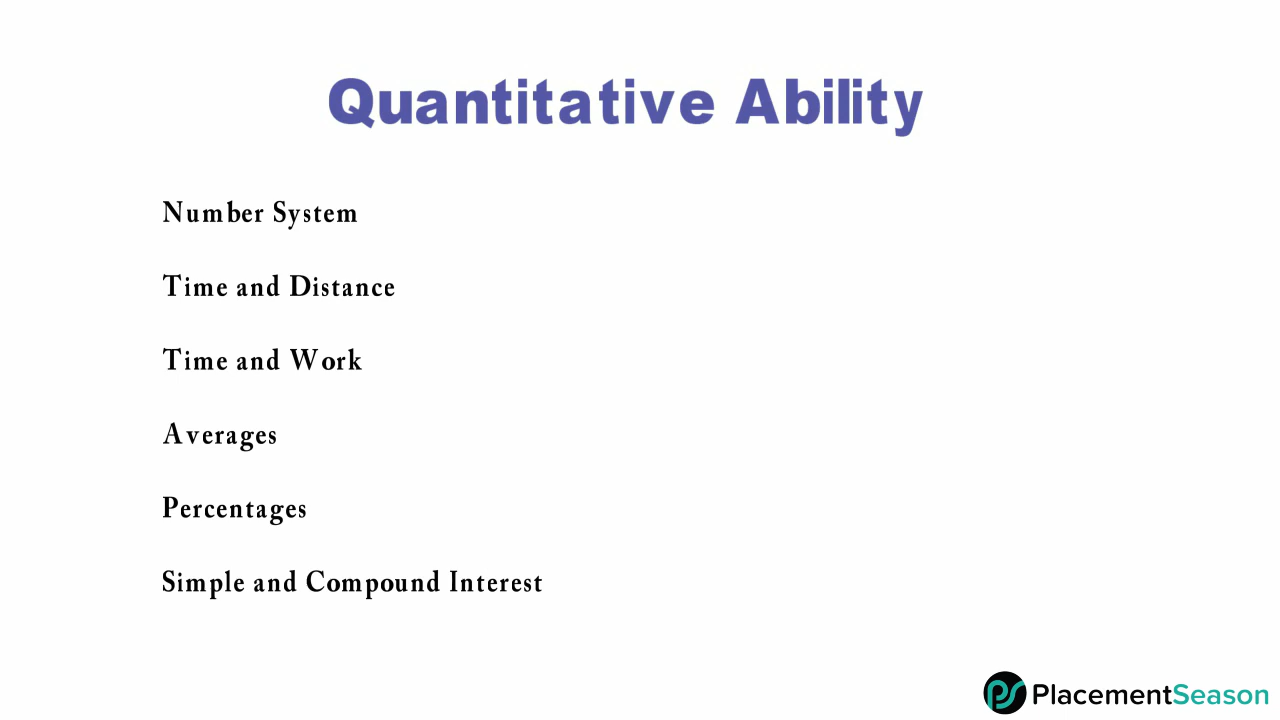 Quantitative Ability
Number System
Time and Distance
Time and Work
Averages
Percentages
Simple and Compound Interest
PlacementSeason